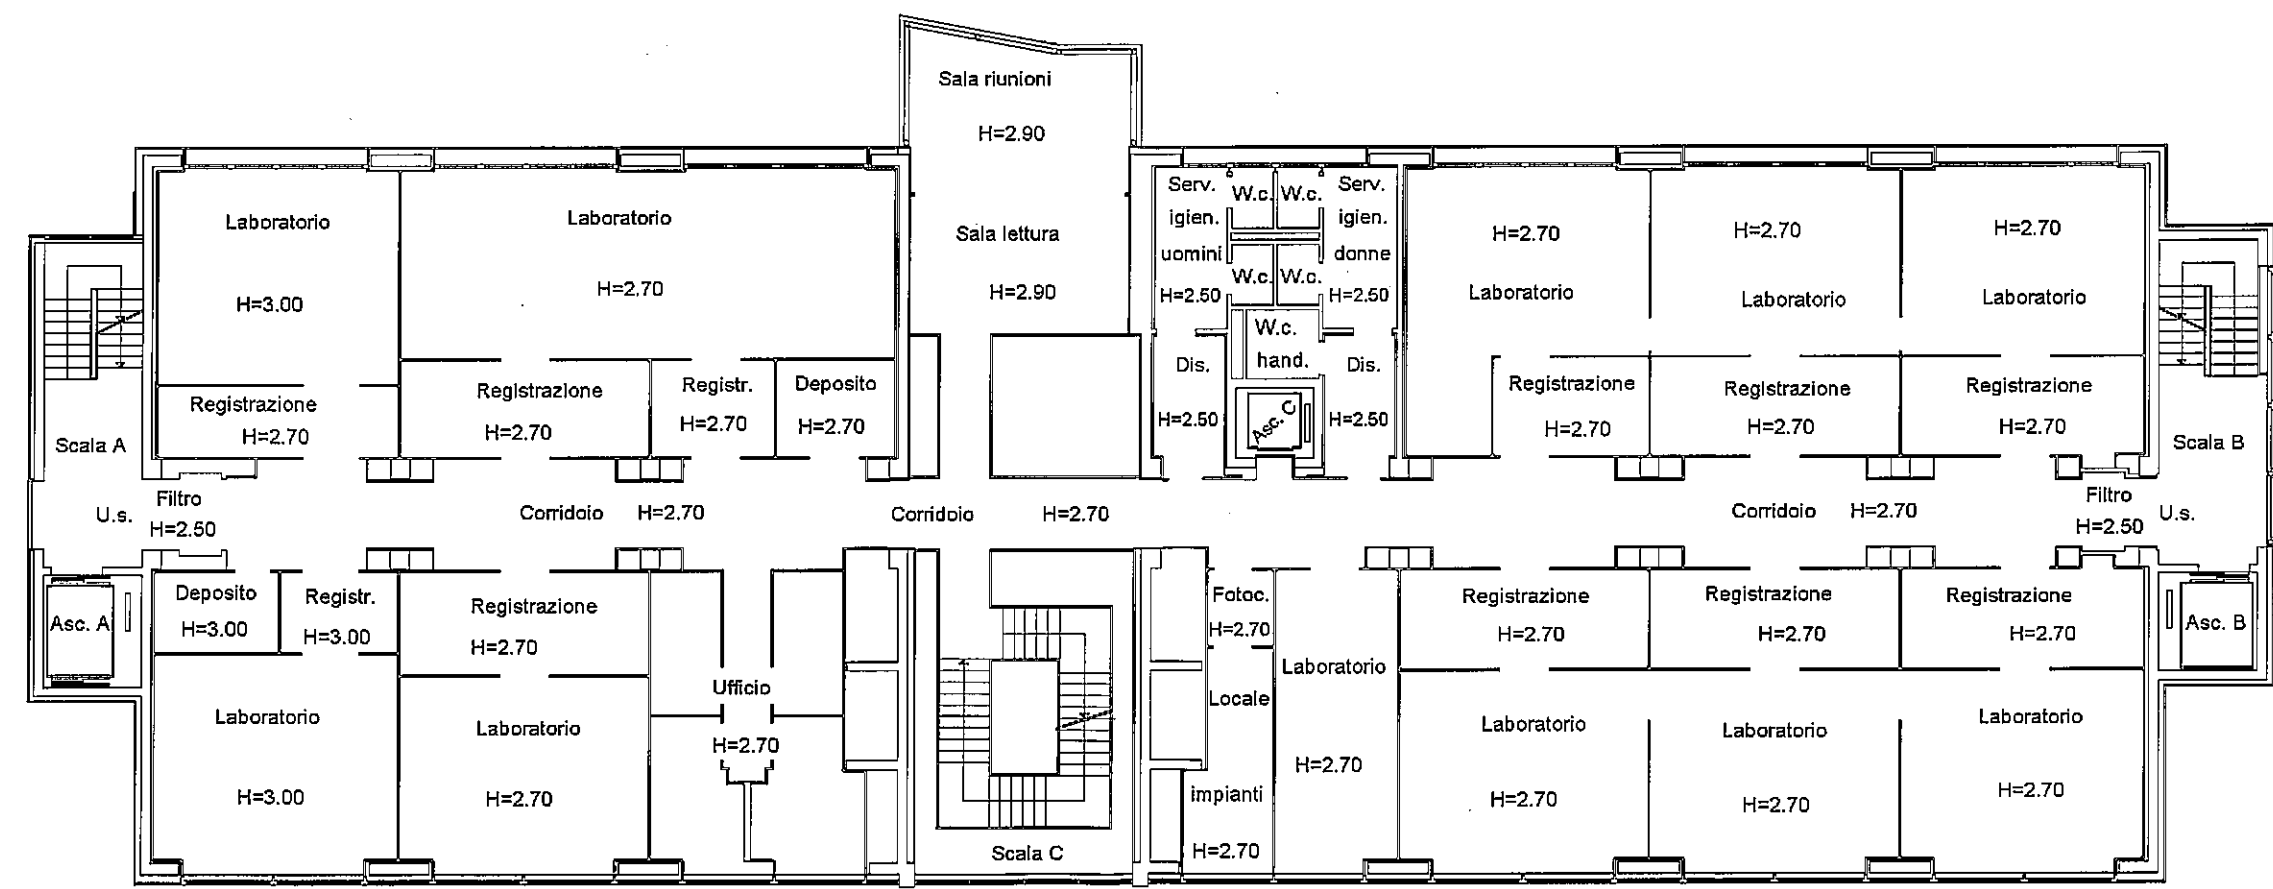 Sala riunioni
H=2.90
Sala lettura
H=2.90
Laboratorio
H=3.00
Laboratorio
H=2.70
Registrazione
H=2.70
Registrazione
H=2.70
Registr.
H=2.70
Deposito
H=2.70
Serv.
igien.
uomini
H=2.50
W.c.
W.c.
W.c.
W.c.
Serv.
igien.
donne
H=2.50
W.c.
hand.
Dis.
H=2.50
Asc. C
Dis.
H=2.50
H=2.70
Laboratorio
H=2.70
Laboratorio
H=2.70
Laboratorio
Registrazione
H=2.70
Registrazione
H=2.70
Registrazione
H=2.70
Scala A
Scala B
U.s.
Filtro
H=2.50
Corridoio H=2.70
Corridoio H=2.70
Corridoio H=2.70
Filtro
H=2.50
U.s.
Asc. A
Deposito
H=3.00
Registr.
H=3.00
Registrazione
H=2.70
Laboratorio
H=3.00
Laboratorio
H=2.70
Ufficio
H=2.70
Scala C
Fotoc.
H=2.70
Locale
impianti
H=2.70
Laboratorio
H=2.70
Registrazione
H=2.70
Registrazione
H=2.70
Registrazione
H=2.70
Asc. B
Laboratorio
H=2.70
Laboratorio
H=2.70
Laboratorio
H=2.70